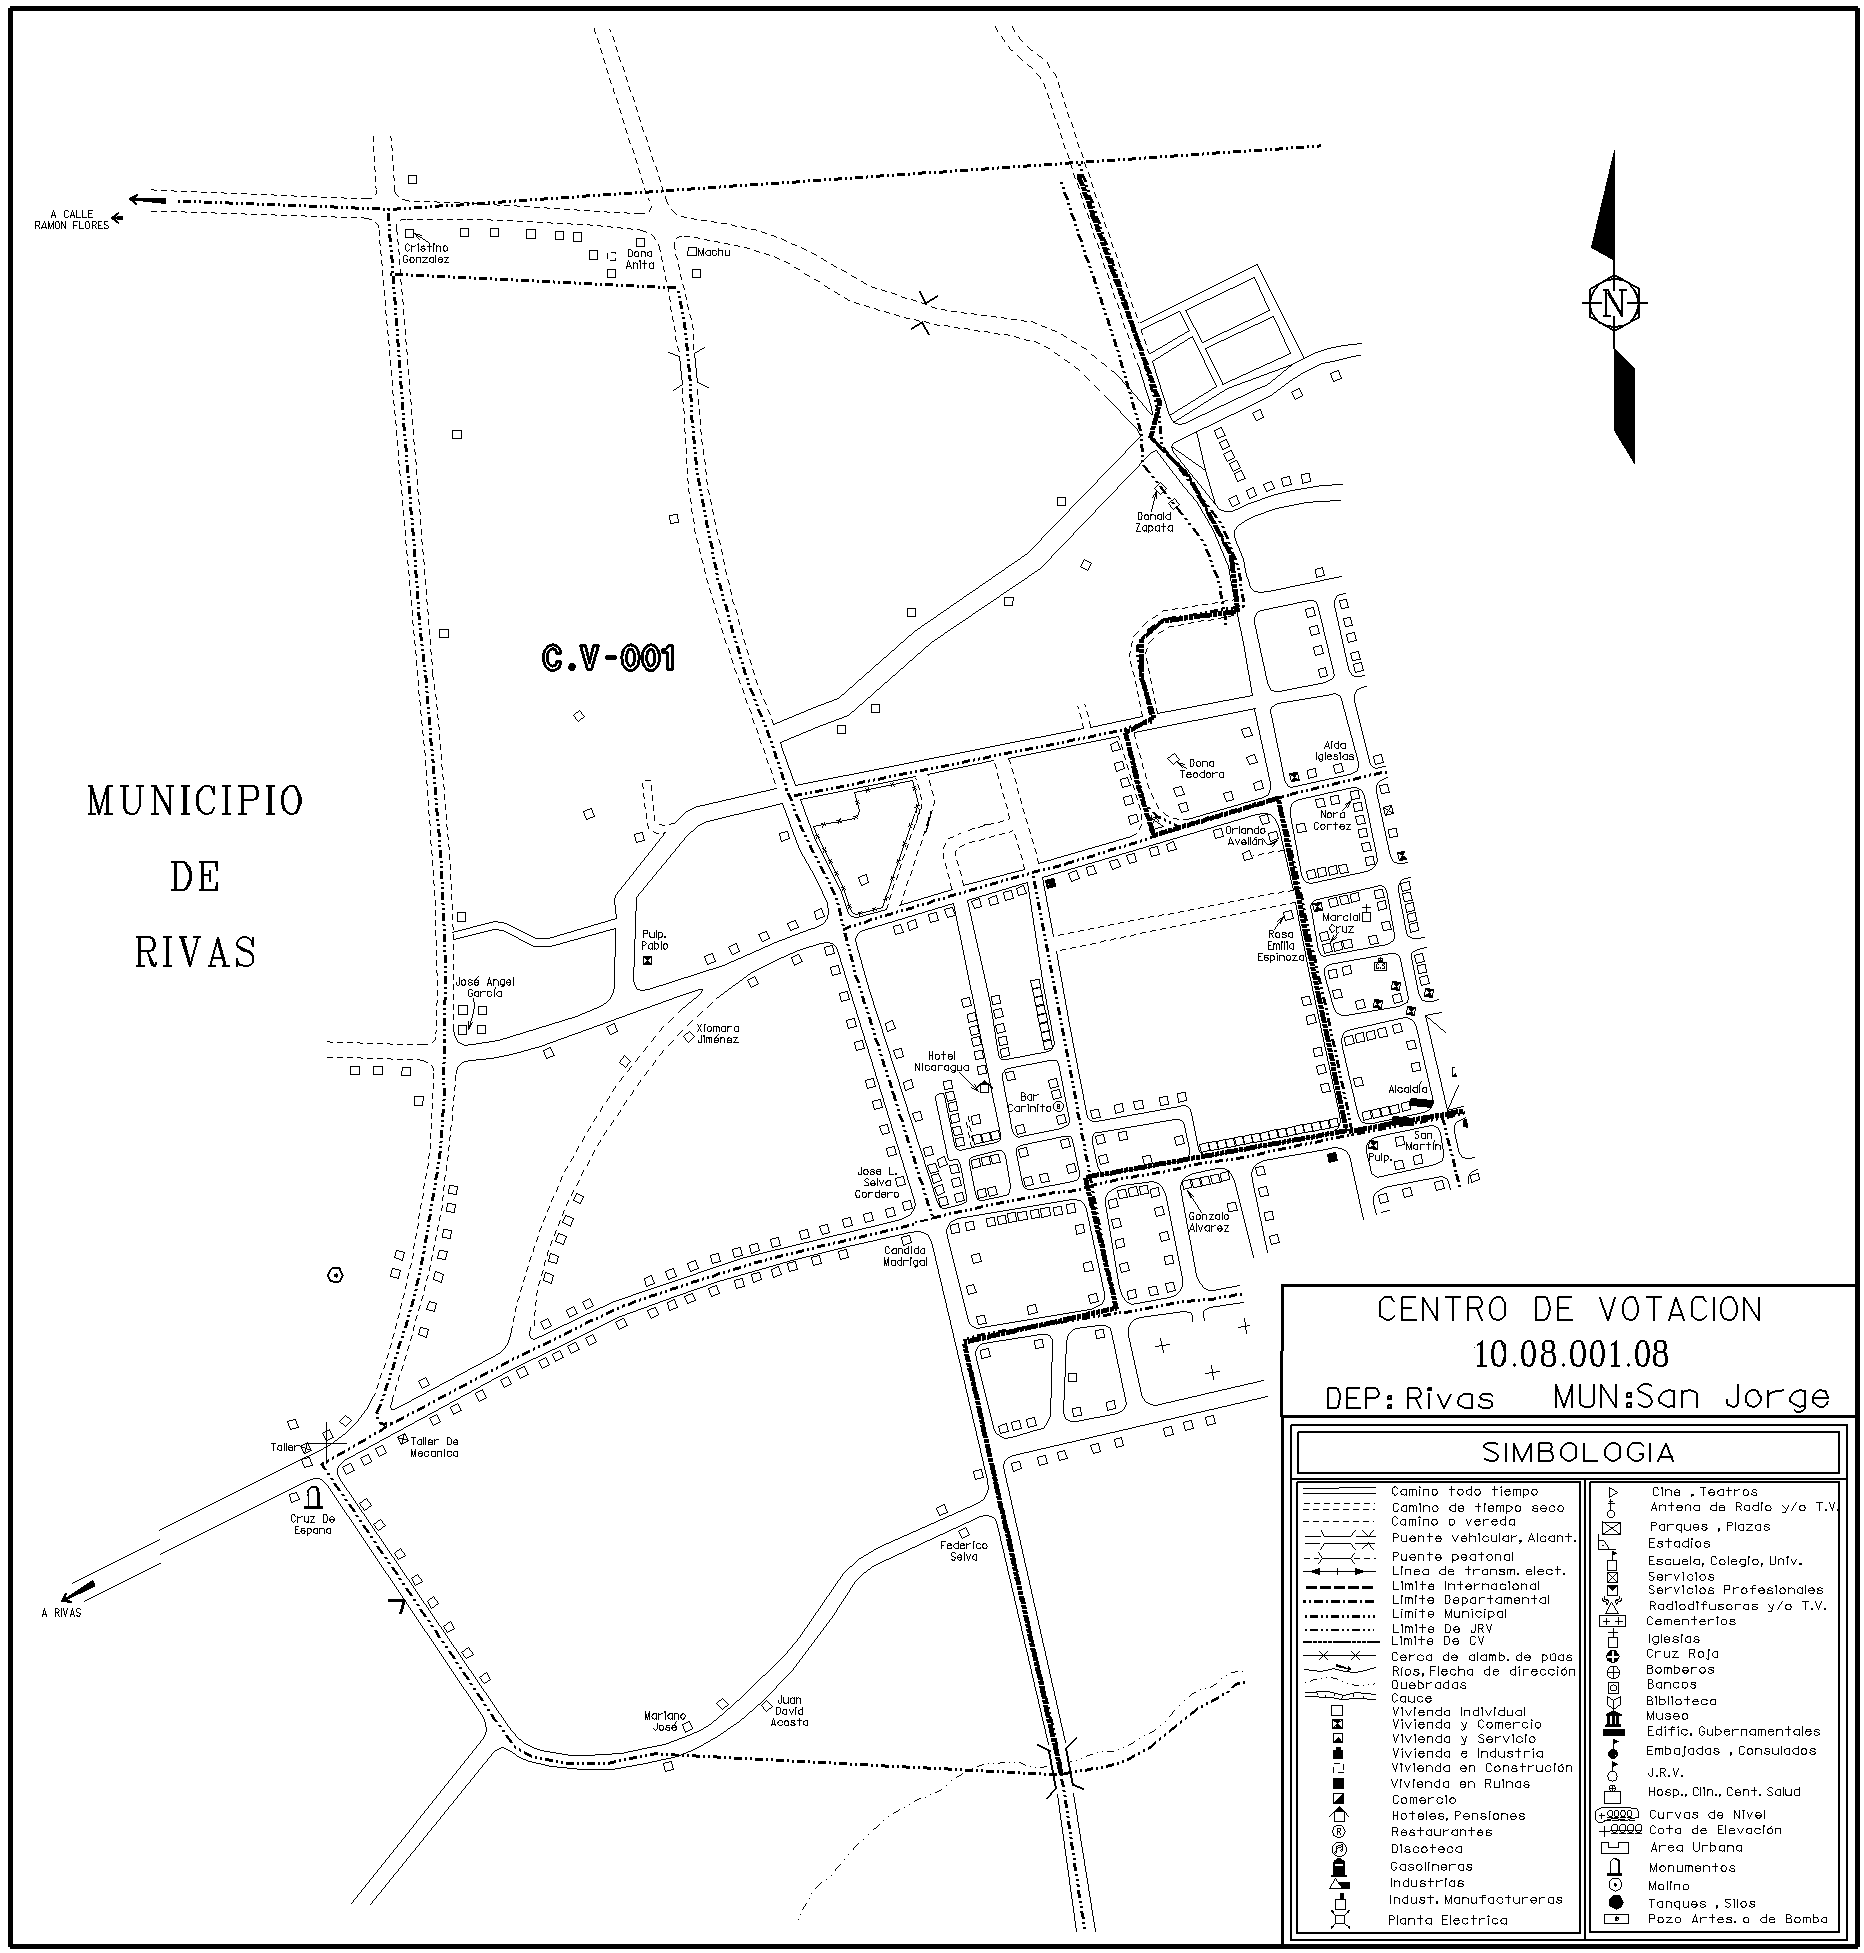 A CALLE
RAMON FLORES
Cristino
Gonzalez
Dona
Anita
Machu
N
Donald
Zapata
C.V-001
MUNICIPIO
DE
RIVAS
Aida
Iglesias
Dona
Teodora
Nora
Cortez
Orlando
Avellán
Marcial
Cruz
Rosa
Emilia
Espinoza
Pulp.
Pablo
José Angel
García
Xiomara
Jiménez
Hotel
Nicaragua
Bar
Carinito
R
Alcaldía
San
Martín
Pulp.
Jose L.
Selva
Cordero
Gonzalo
Alvarez
Candida
Madrigal
Taller
Taller De
Mecanica
Cruz De
Espana
Federico
Selva
A RIVAS
Mariano
José
Juan
David
Acosta
CENTRO DE VOTACION
10.08.001.08
DEP:Rivas MUN:San Jorge
SIMBOLOGIA
Camino todo tiempo
Camino de tiempo seco
Camino o vereda
Puente vehicular, Alcant.
Puente peatonal
Linea de transm. elect.
Limite Internacional
Limite Departamental
Limite Municipal
Limite De JRV
Limite De CV
Cerca de alamb. de púas
Ríos, Flecha de dirección
Quebradas
Cauce
Vivienda Individual
Vivienda y Comercio
Vivienda y Servicio
Vivienda e Industria
Vivienda en Construción
Vivienda en Ruinas
Comercio
Hoteles, Pensiones
R Restaurantes
Discoteca
Gasolineras
Industrias
Indust. Manufactureras
Planta Electrica
Cine , Teatros
Antena de Radio y/o T.V.
Parques , Plazas
Estadios
Escuela, Colegio, Univ.
Servicios
Servicios Profesionales
Radiodifusoras y/o T.V.
Cementerios
Iglesias
Cruz Roja
Bomberos
Bancos
Biblioteca
Museo
Edific. Gubernamentales
Embajadas , Consulados
J.R.V.
Hosp., Clin., Cent. Salud
Curvas de Nivel
Cota de Elevación
Area Urbana
Monumentos
Molino
Tanques , Silos
Pozo Artes. o de Bomba